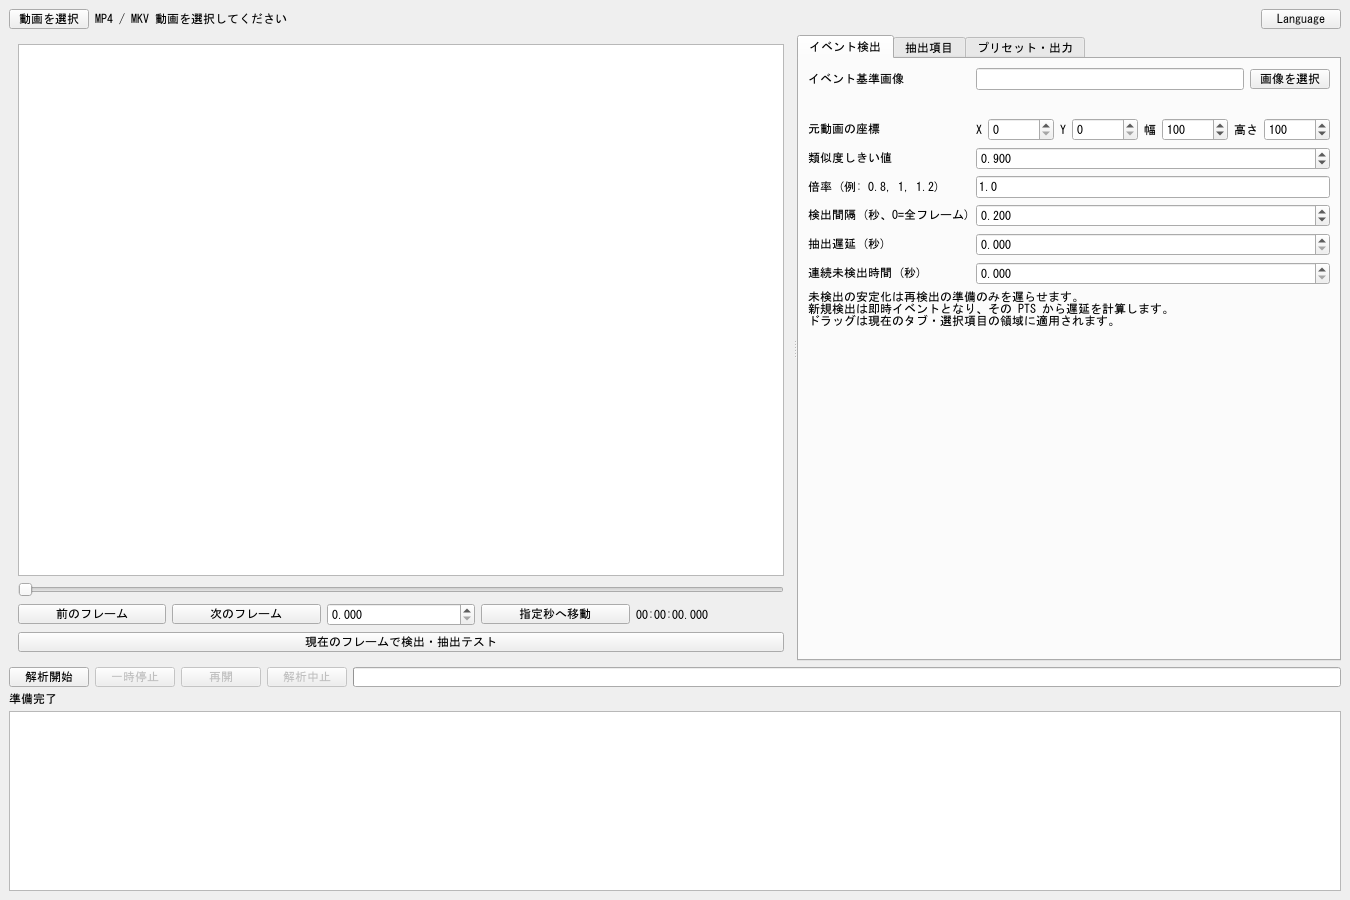 動画を選択 MP4 / MKV 動画を選択してください
Language
イベント検出 抽出項目 プリセット・出力
イベント基準画像 画像を選択
元動画の座標 X 0 Y 0 幅 100 高さ 100
類似度しきい値 0.900
倍率 (例: 0.8, 1, 1.2) 1.0
検出間隔 (秒、0=全フレーム) 0.200
抽出遅延 (秒) 0.000
連続未検出時間 (秒) 0.000
未検出の安定化は再検出の準備のみを遅らせます。
新規検出は即時イベントとなり、その PTS から遅延を計算します。
ドラッグは現在のタブ・選択項目の領域に適用されます。
前のフレーム 次のフレーム 0.000 指定秒へ移動 00:00:00.000
現在のフレームで検出・抽出テスト
解析開始 一時停止 再開 解析中止
準備完了